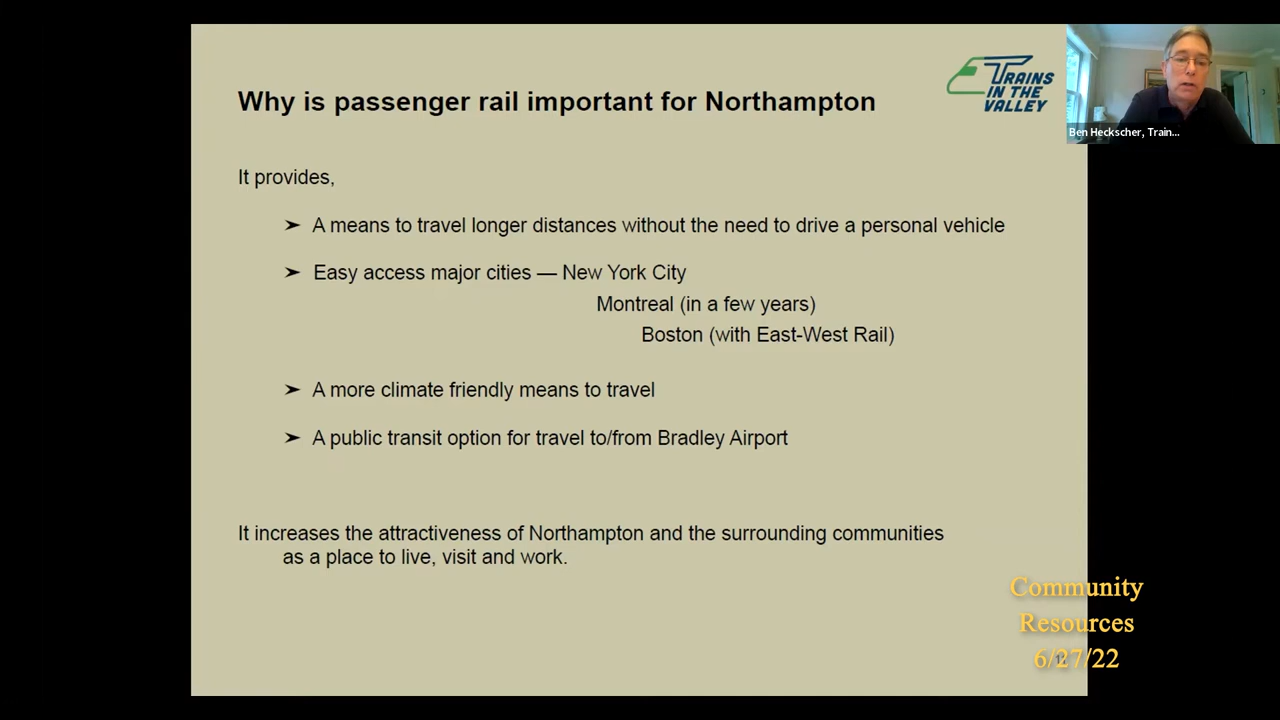 Why is passenger rail important for Northampton
TRAINS
IN THE
VALLEY
Ben Heckscher, Train...
It provides,
➤ A means to travel longer distances without the need to drive a personal vehicle
➤ Easy access major cities — New York City
Montreal (in a few years)
Boston (with East-West Rail)
➤ A more climate friendly means to travel
➤ A public transit option for travel to/from Bradley Airport
It increases the attractiveness of Northampton and the surrounding communities
as a place to live, visit and work.
Community
Resources
6/27/22